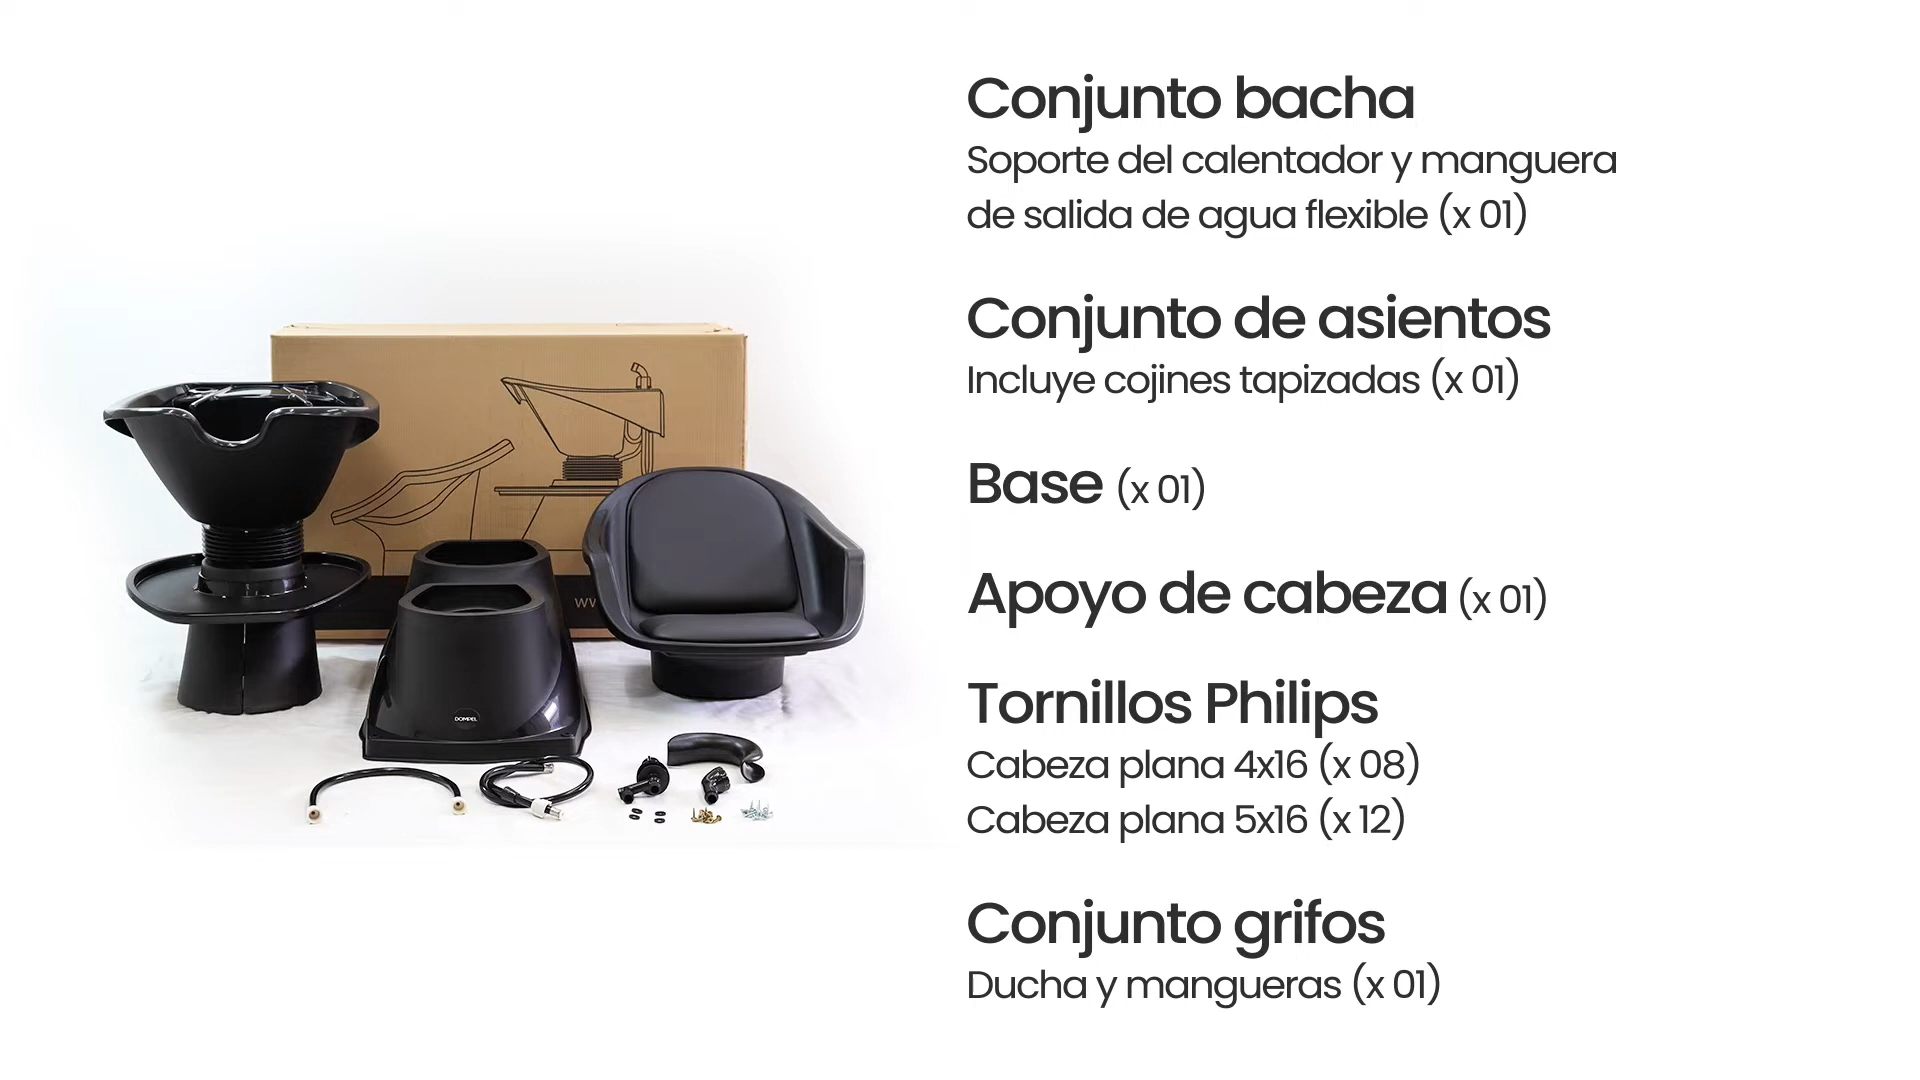 Conjunto bacha
Soporte del calentador y manguera
de salida de agua flexible (x 01)
Conjunto de asientos
Incluye cojines tapizadas (x 01)
Base (x 01)
Apoyo de cabeza (x 01)
Tornillos Philips
Cabeza plana 4x16 (x 08)
Cabeza plana 5x16 (x 12)
Conjunto grifos
Ducha y mangueras (x 01)
DOMPEL